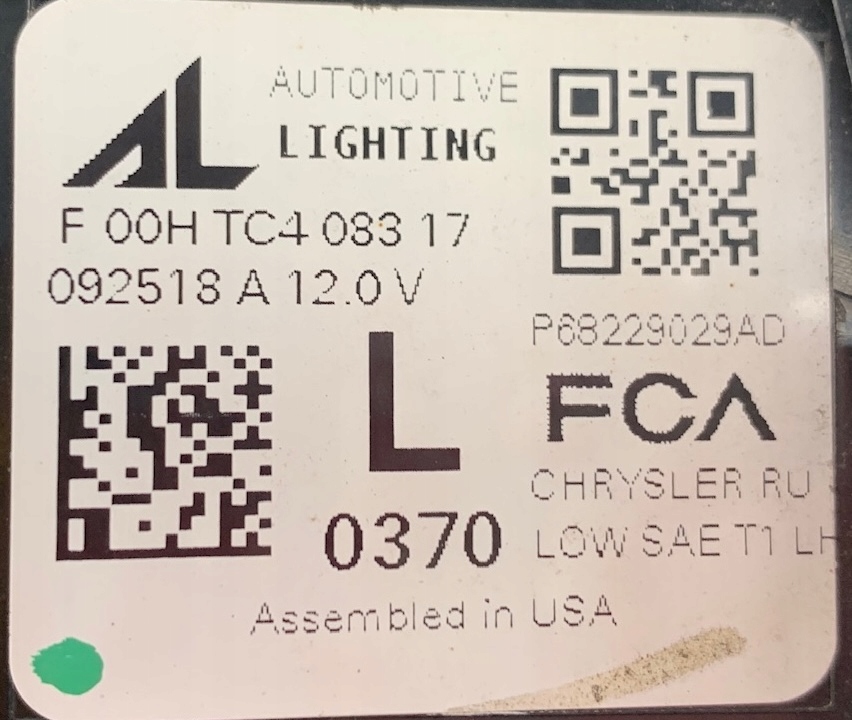 AL
AUTOMOTIVE
LIGHTING
F 00H TC4 083 17
092518 A 12.0 V
L
0370
P68229029AD
FCA
CHRYSLER RU
LOW SAE T1 LH
Assembled in USA